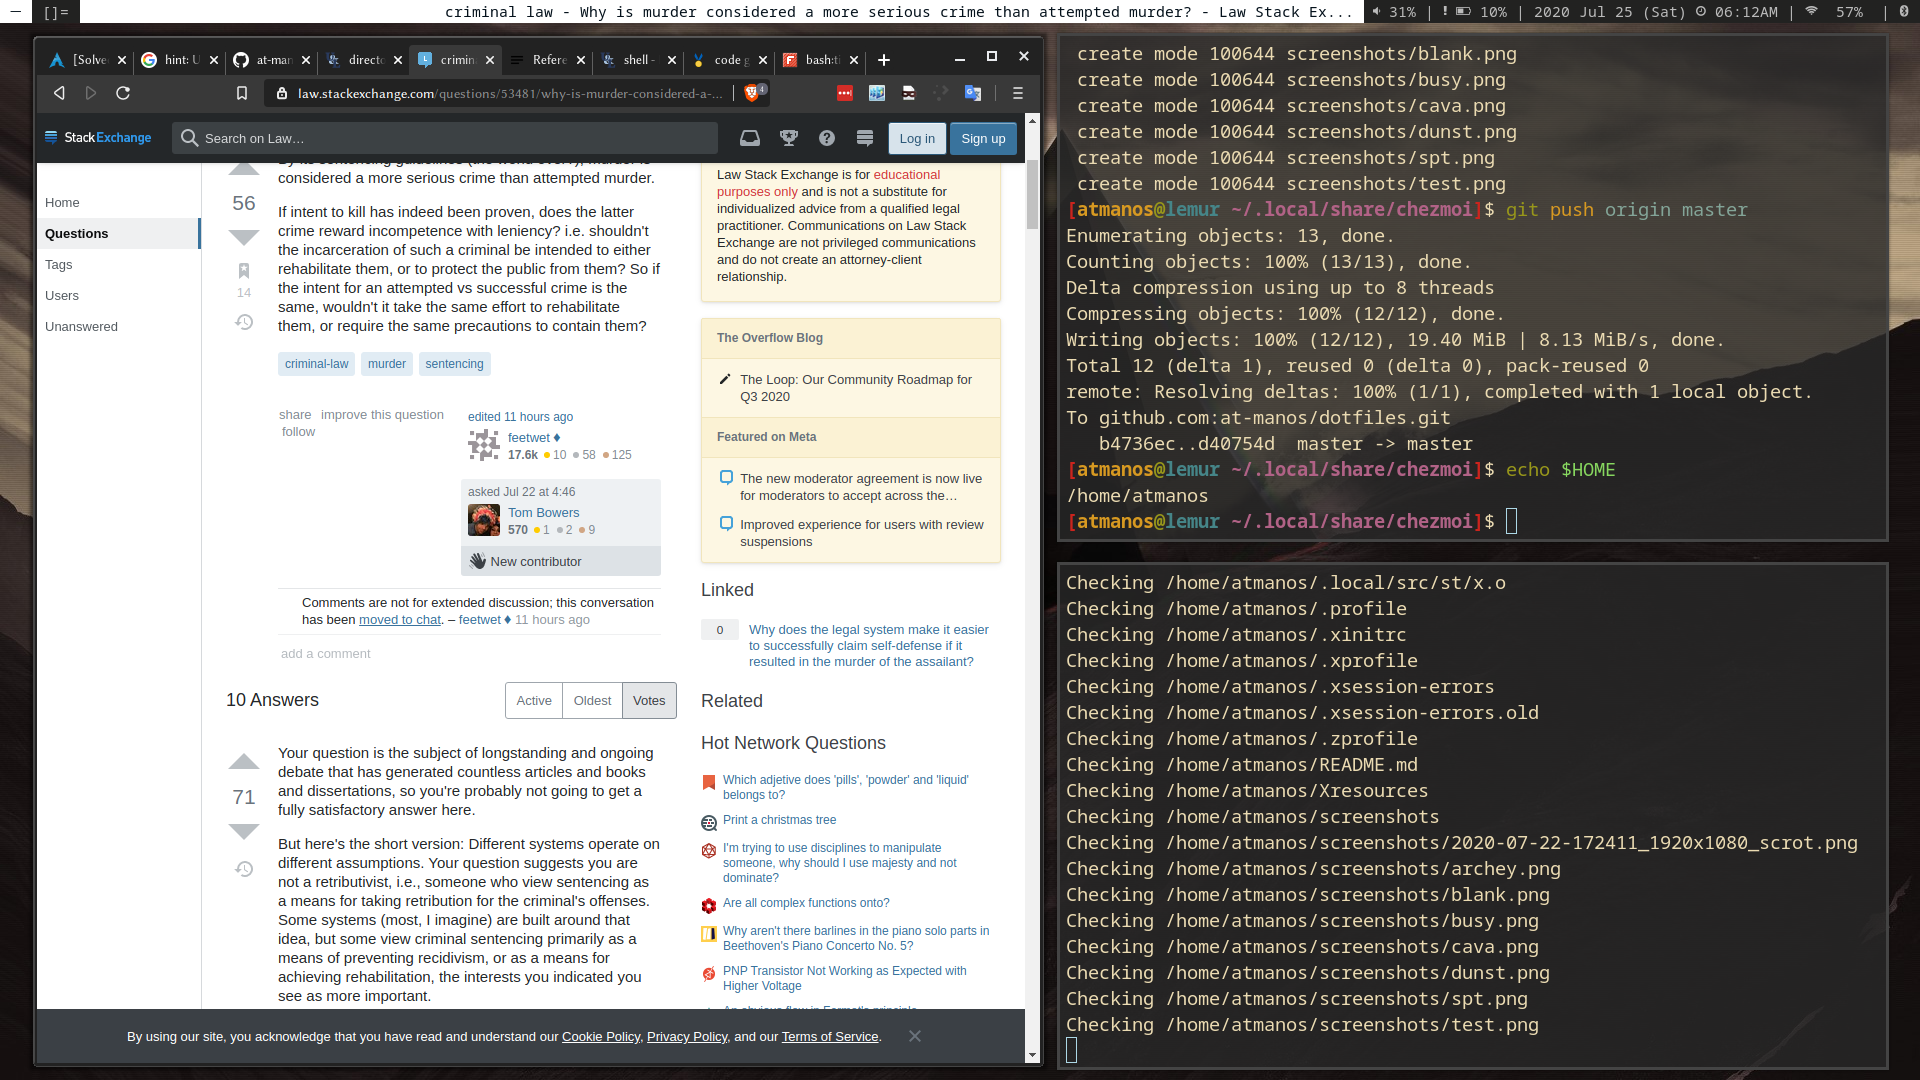 []=
criminal law - Why is murder considered a more serious crime than attempted murder? - Law Stack Ex...
31% | ! 10% | 2020 Jul 25 (Sat) 06:12AM | 57% |
[Solve
hint: U
at-man
directo
crimin
Refere
shell -
code g
bash:ti
law.stackexchange.com/questions/53481/why-is-murder-considered-a-...
4
StackExchange
Search on Law…
Log in
Sign up
Home
Questions
Tags
Users
Unanswered
56
14
considered a more serious crime than attempted murder.
If intent to kill has indeed been proven, does the latter
crime reward incompetence with leniency? i.e. shouldn't
the incarceration of such a criminal be intended to either
rehabilitate them, or to protect the public from them? So if
the intent for an attempted vs successful crime is the
same, wouldn't it take the same effort to rehabilitate
them, or require the same precautions to contain them?
criminal-law murder sentencing
share improve this question
follow
edited 11 hours ago
feetwet ♦
17.6k 10 58 125
asked Jul 22 at 4:46
Tom Bowers
570 1 2 9
New contributor
Comments are not for extended discussion; this conversation
has been moved to chat. – feetwet ♦ 11 hours ago
add a comment
10 Answers
Active Oldest Votes
71
Your question is the subject of longstanding and ongoing
debate that has generated countless articles and books
and dissertations, so you're probably not going to get a
fully satisfactory answer here.
But here's the short version: Different systems operate on
different assumptions. Your question suggests you are
not a retributivist, i.e., someone who view sentencing as
a means for taking retribution for the criminal's offenses.
Some systems (most, I imagine) are built around that
idea, but some view criminal sentencing primarily as a
means of preventing recidivism, or as a means for
achieving rehabilitation, the interests you indicated you
see as more important.
Law Stack Exchange is for educational
purposes only and is not a substitute for
individualized advice from a qualified legal
practitioner. Communications on Law Stack
Exchange are not privileged communications
and do not create an attorney-client
relationship.
The Overflow Blog
The Loop: Our Community Roadmap for
Q3 2020
Featured on Meta
The new moderator agreement is now live
for moderators to accept across the…
Improved experience for users with review
suspensions
Linked
0
Why does the legal system make it easier
to successfully claim self-defense if it
resulted in the murder of the assailant?
Related
Hot Network Questions
Which adjetive does 'pills', 'powder' and 'liquid'
belongs to?
Print a christmas tree
I'm trying to use disciplines to manipulate
someone, why should I use majesty and not
dominate?
Are all complex functions onto?
Why aren't there barlines in the piano solo parts in
Beethoven's Piano Concerto No. 5?
PNP Transistor Not Working as Expected with
Higher Voltage
By using our site, you acknowledge that you have read and understand our Cookie Policy, Privacy Policy, and our Terms of Service.
create mode 100644 screenshots/blank.png
create mode 100644 screenshots/busy.png
create mode 100644 screenshots/cava.png
create mode 100644 screenshots/dunst.png
create mode 100644 screenshots/spt.png
create mode 100644 screenshots/test.png
[atmanos@lemur ~/.local/share/chezmoi]$ git push origin master
Enumerating objects: 13, done.
Counting objects: 100% (13/13), done.
Delta compression using up to 8 threads
Compressing objects: 100% (12/12), done.
Writing objects: 100% (12/12), 19.40 MiB | 8.13 MiB/s, done.
Total 12 (delta 1), reused 0 (delta 0), pack-reused 0
remote: Resolving deltas: 100% (1/1), completed with 1 local object.
To github.com:at-manos/dotfiles.git
b4736ec..d40754d master -> master
[atmanos@lemur ~/.local/share/chezmoi]$ echo $HOME
/home/atmanos
[atmanos@lemur ~/.local/share/chezmoi]$
Checking /home/atmanos/.local/src/st/x.o
Checking /home/atmanos/.profile
Checking /home/atmanos/.xinitrc
Checking /home/atmanos/.xprofile
Checking /home/atmanos/.xsession-errors
Checking /home/atmanos/.xsession-errors.old
Checking /home/atmanos/.zprofile
Checking /home/atmanos/README.md
Checking /home/atmanos/Xresources
Checking /home/atmanos/screenshots
Checking /home/atmanos/screenshots/2020-07-22-172411_1920x1080_scrot.png
Checking /home/atmanos/screenshots/archey.png
Checking /home/atmanos/screenshots/blank.png
Checking /home/atmanos/screenshots/busy.png
Checking /home/atmanos/screenshots/cava.png
Checking /home/atmanos/screenshots/dunst.png
Checking /home/atmanos/screenshots/spt.png
Checking /home/atmanos/screenshots/test.png